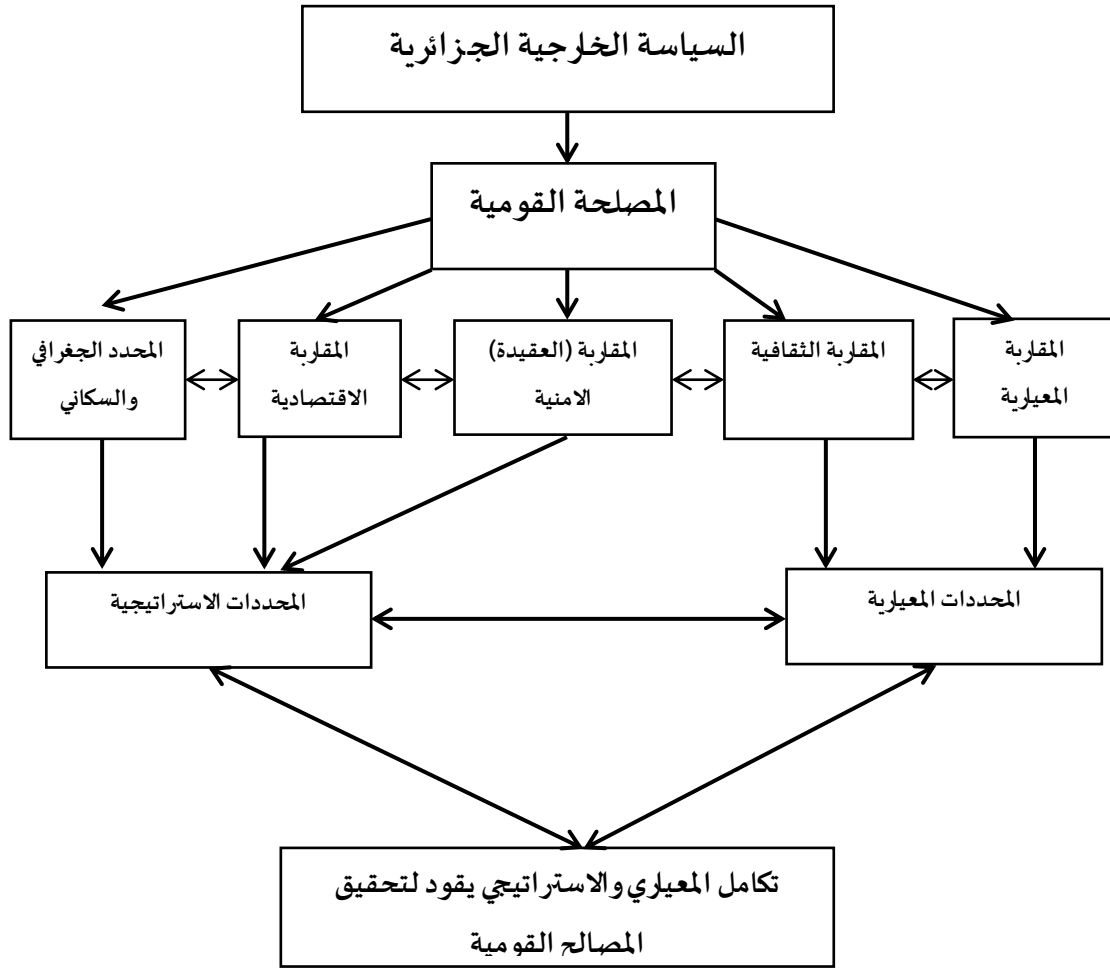 السياسة الخارجية الجزائرية
المصلحة القومية
المقاربة
المعيارية
المقاربة الثقافية
المقاربة (العقيدة)
الامنية
المقاربة
الاقتصادية
المحدد الجغرافي
والسكاني
المحددات المعيارية
المحددات الاستراتيجية
تكامل المعياري والاستراتيجي يقود لتحقيق
المصالح القومية